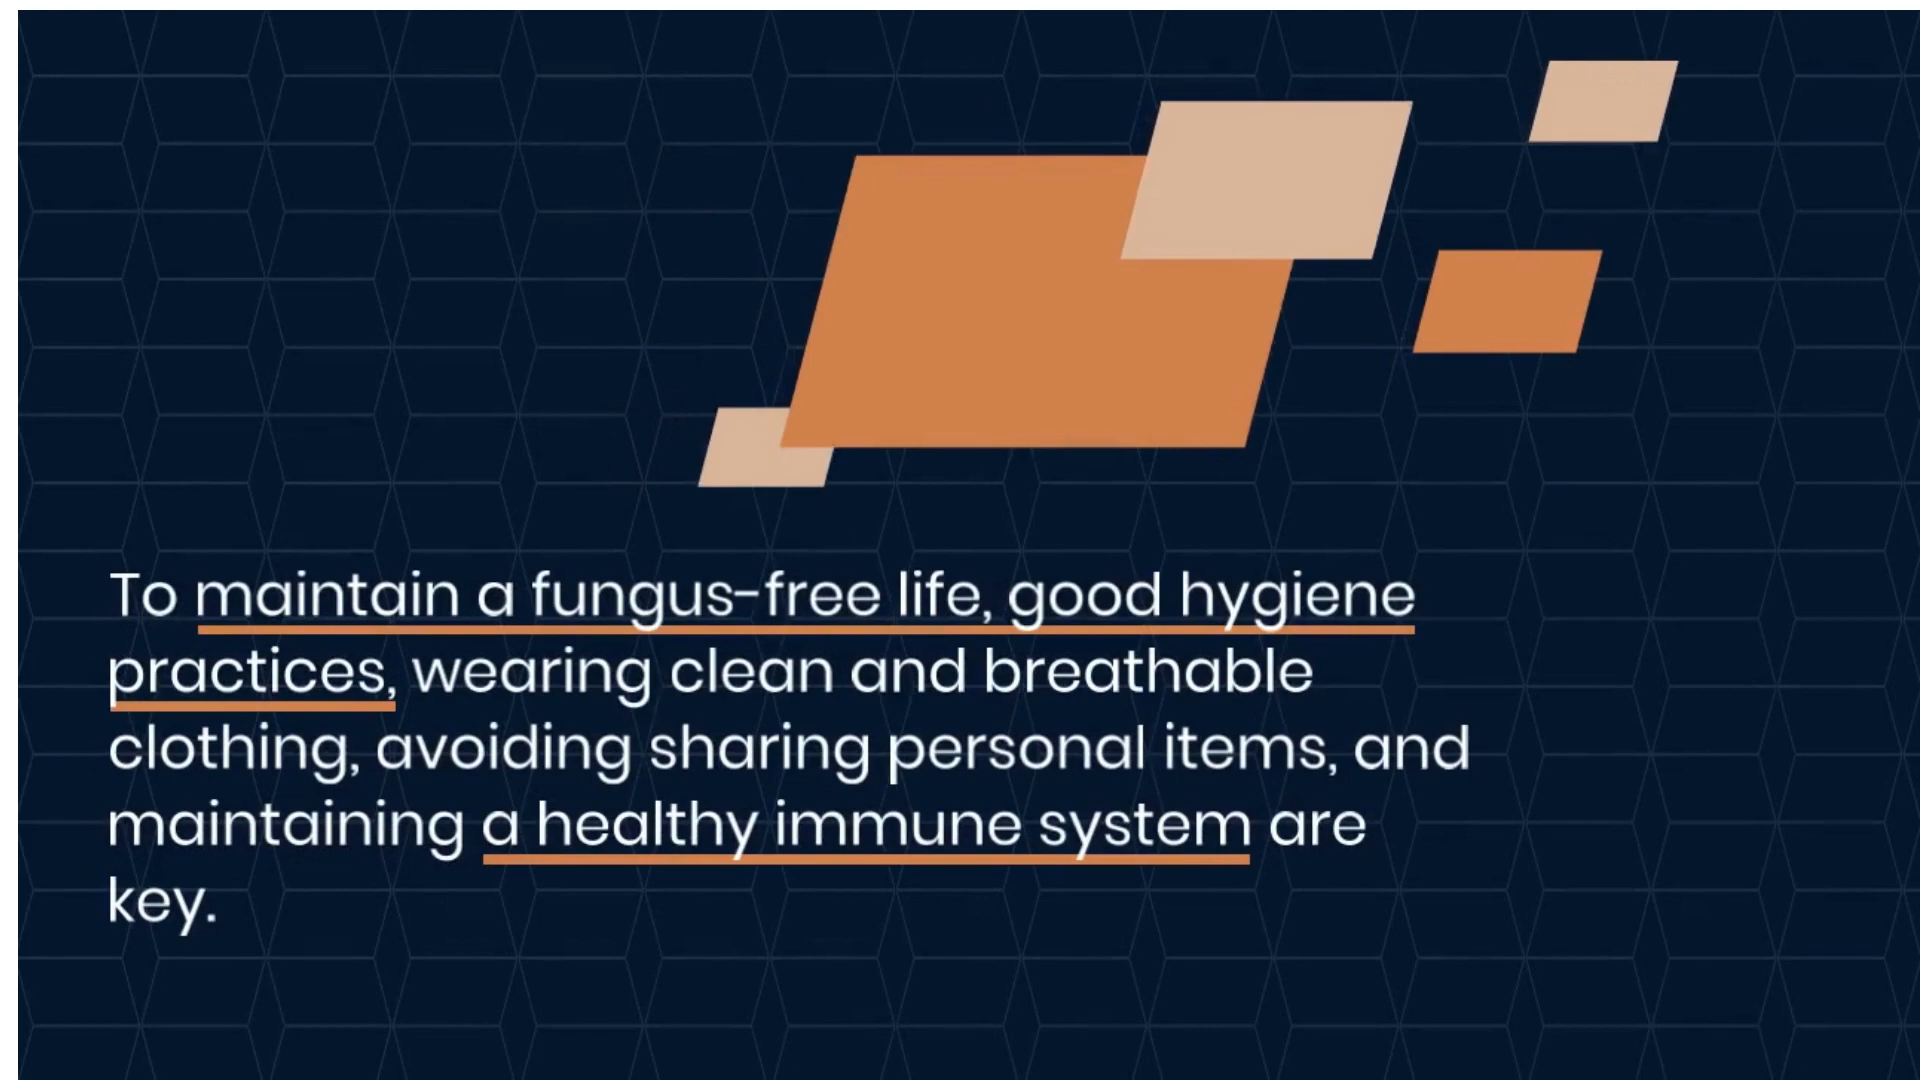 To maintain a fungus-free life, good hygiene
practices, wearing clean and breathable
clothing, avoiding sharing personal items, and
maintaining a healthy immune system are
key.